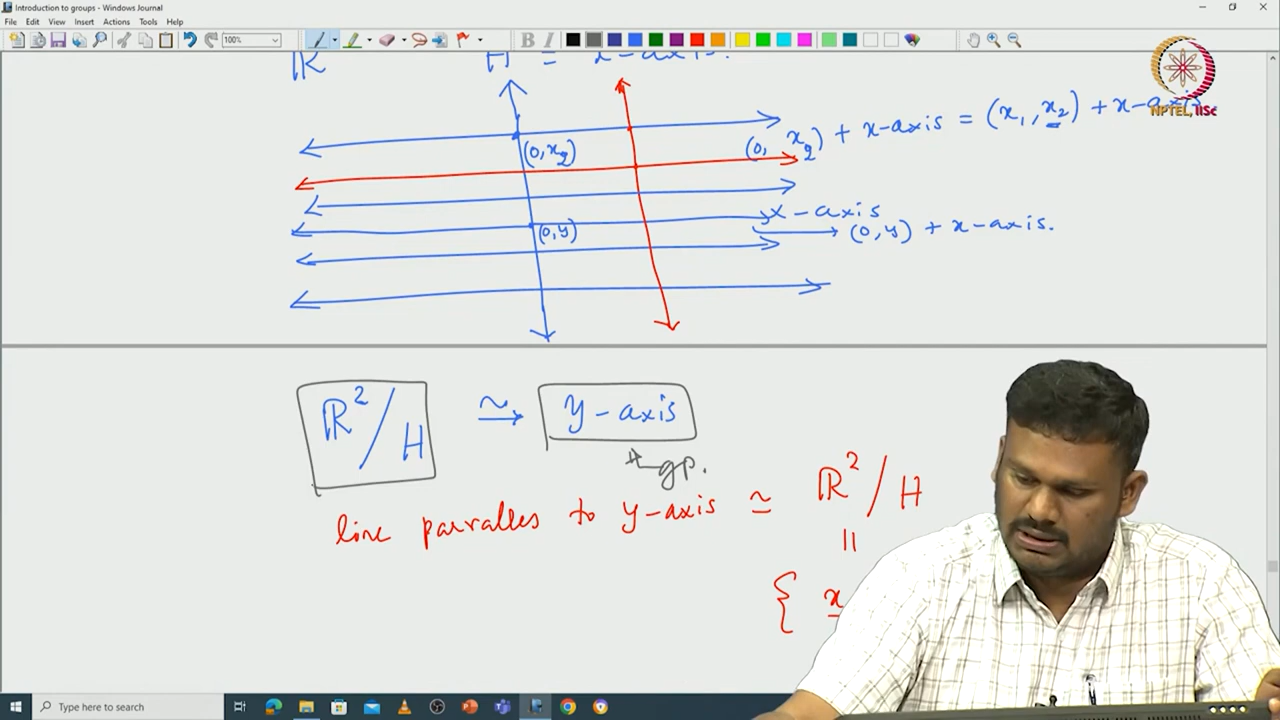 Introduction to groups - Windows Journal
File Edit View Insert Actions Tools Help
100%
NPTEL, IISc
(0, x₂) + x-axis = (x₁, x₂) + x-axis
(0, x₂)
x-axis
(0, y)
(0, y) + x-axis.
ℝ²/H ≃→ y-axis
gp.
line parralles to y-axis ≃ ℝ²/H
||
{ x
Type here to search